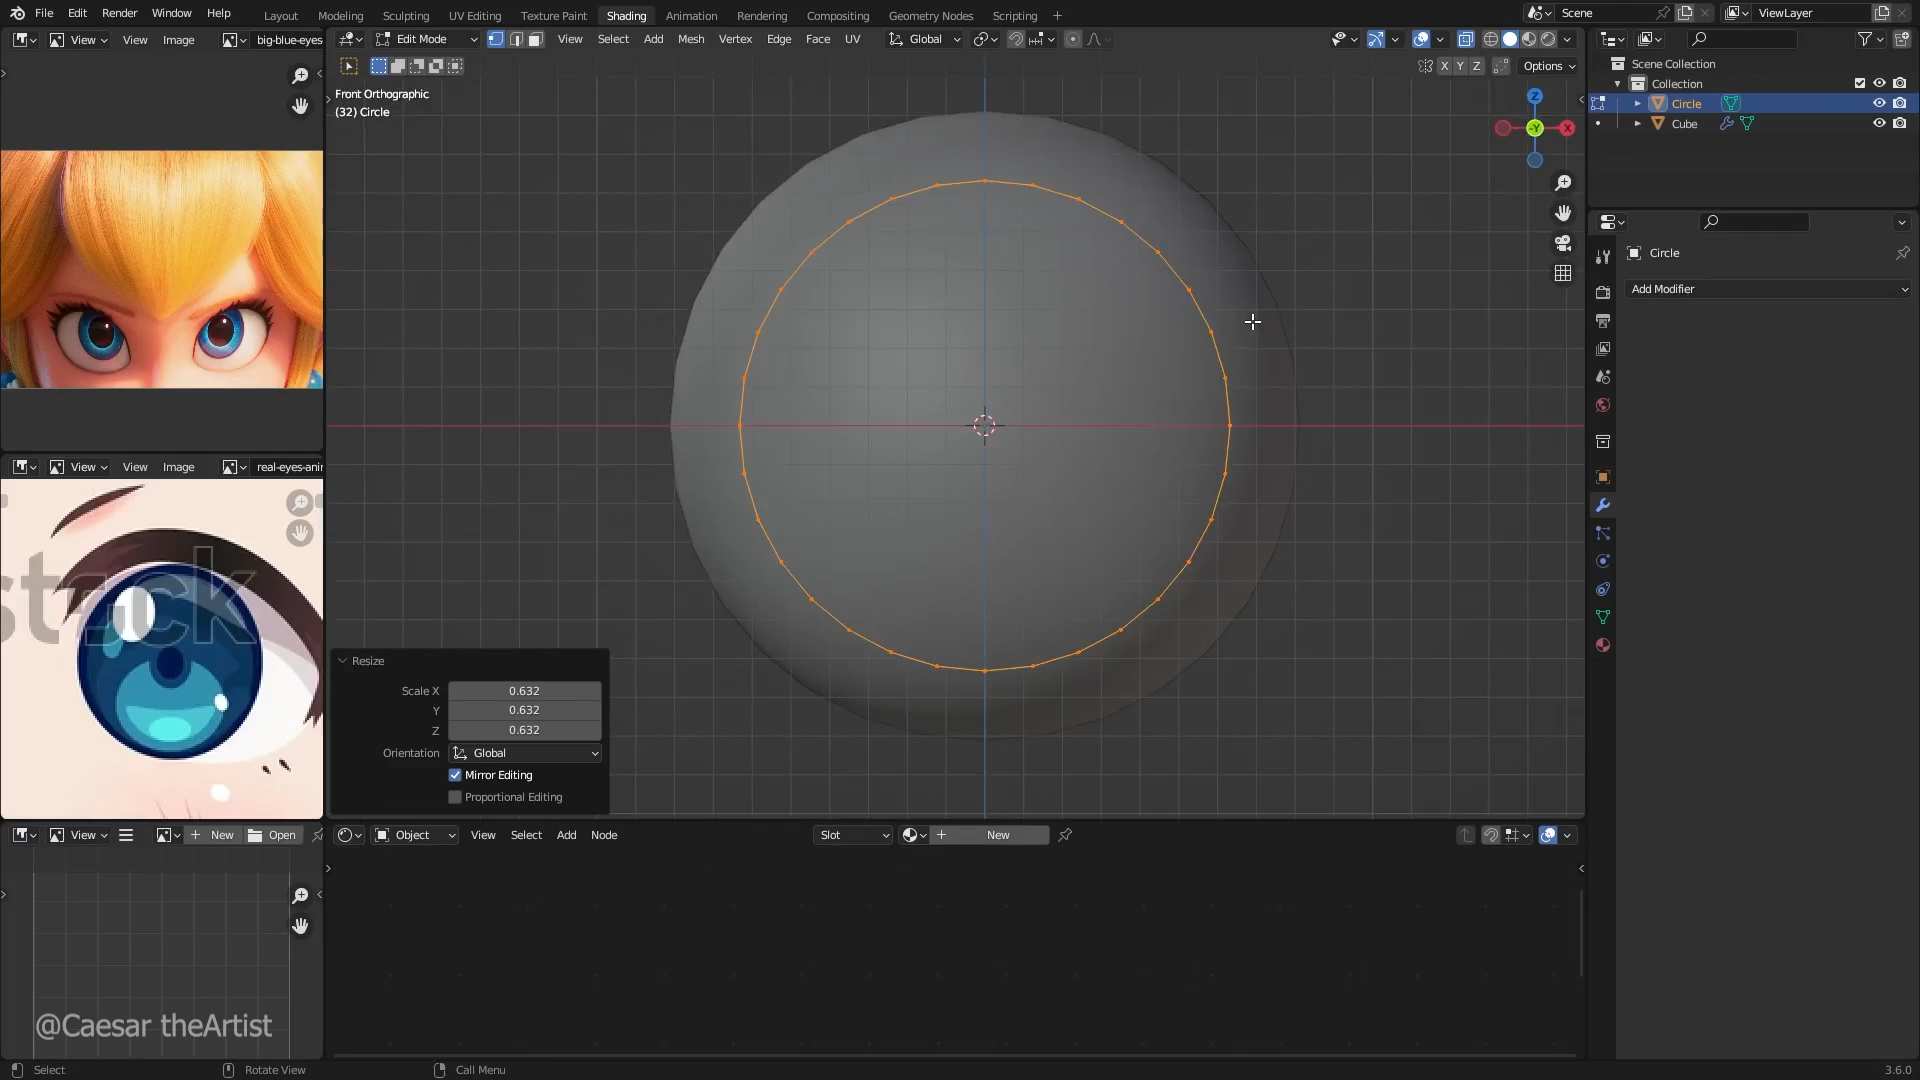 File Edit Render Window Help Layout Modeling Sculpting UV Editing Texture Paint Shading Animation Rendering Compositing Geometry Nodes Scripting + Scene ViewLayer
View View Image big-blue-eyes
Edit Mode View Select Add Mesh Vertex Edge Face UV Global
X Y Z Options
Front Orthographic
(32) Circle
Z
-Y X
Scene Collection
Collection
Circle
Cube
Circle
Add Modifier
View View Image real-eyes-anir
stock
Resize
Scale X 0.632
Y 0.632
Z 0.632
Orientation Global
Mirror Editing
Proportional Editing
View + New Open
Object View Select Add Node Slot + New
@Caesar theArtist
Select Rotate View Call Menu 3.6.0